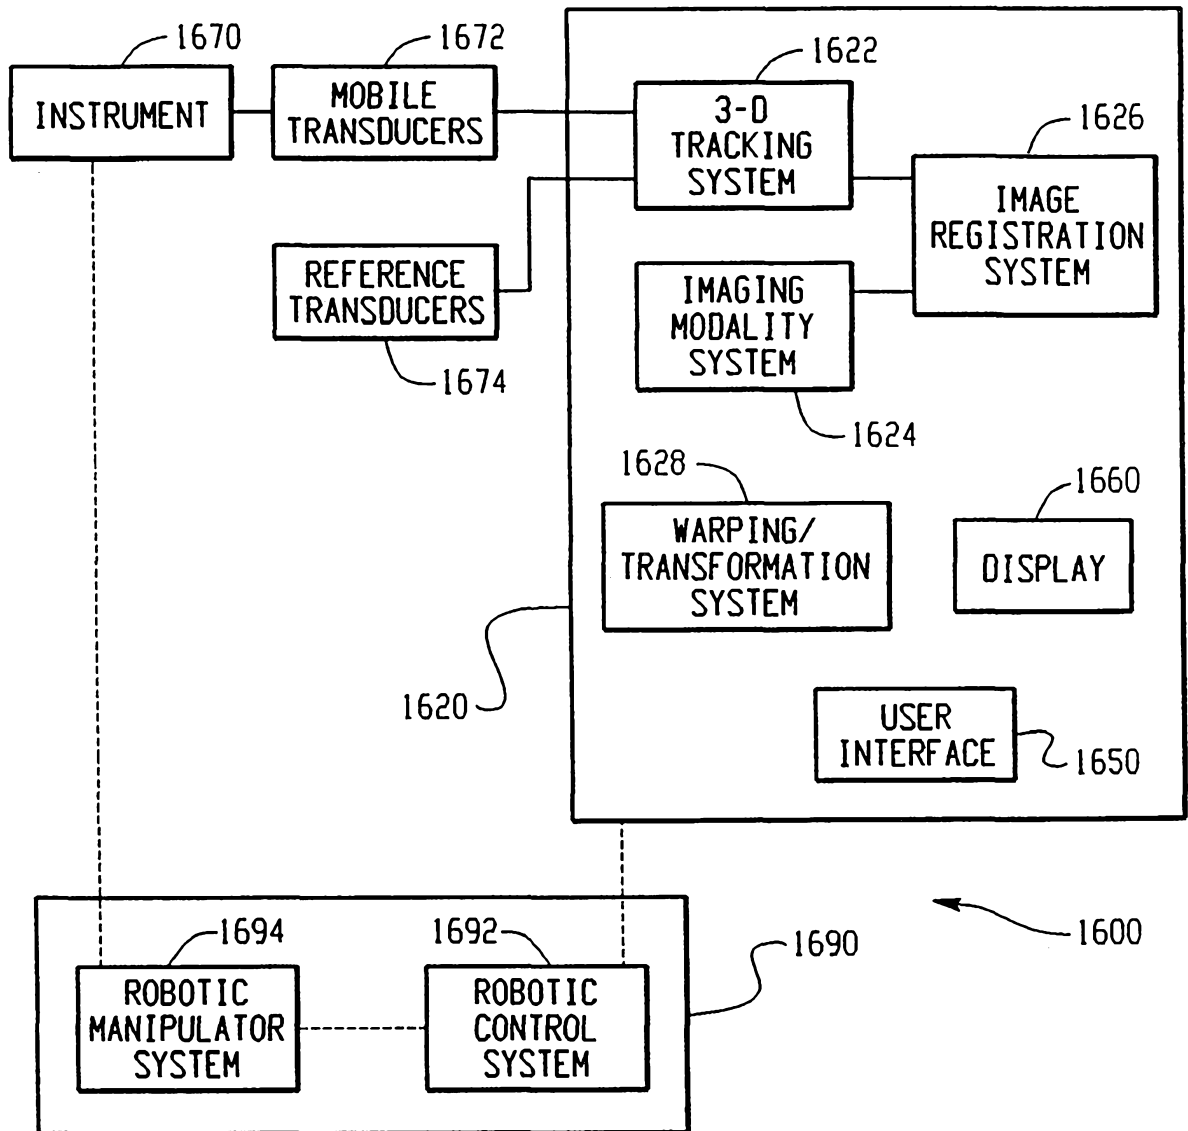 1670
INSTRUMENT
1672
MOBILE
TRANSDUCERS
1622
3-D
TRACKING
SYSTEM
1626
IMAGE
REGISTRATION
SYSTEM
REFERENCE
TRANSDUCERS
1674
IMAGING
MODALITY
SYSTEM
1624
1628
WARPING/
TRANSFORMATION
SYSTEM
1660
DISPLAY
1620
USER
INTERFACE
1650
1694
ROBOTIC
MANIPULATOR
SYSTEM
1692
ROBOTIC
CONTROL
SYSTEM
1690
1600